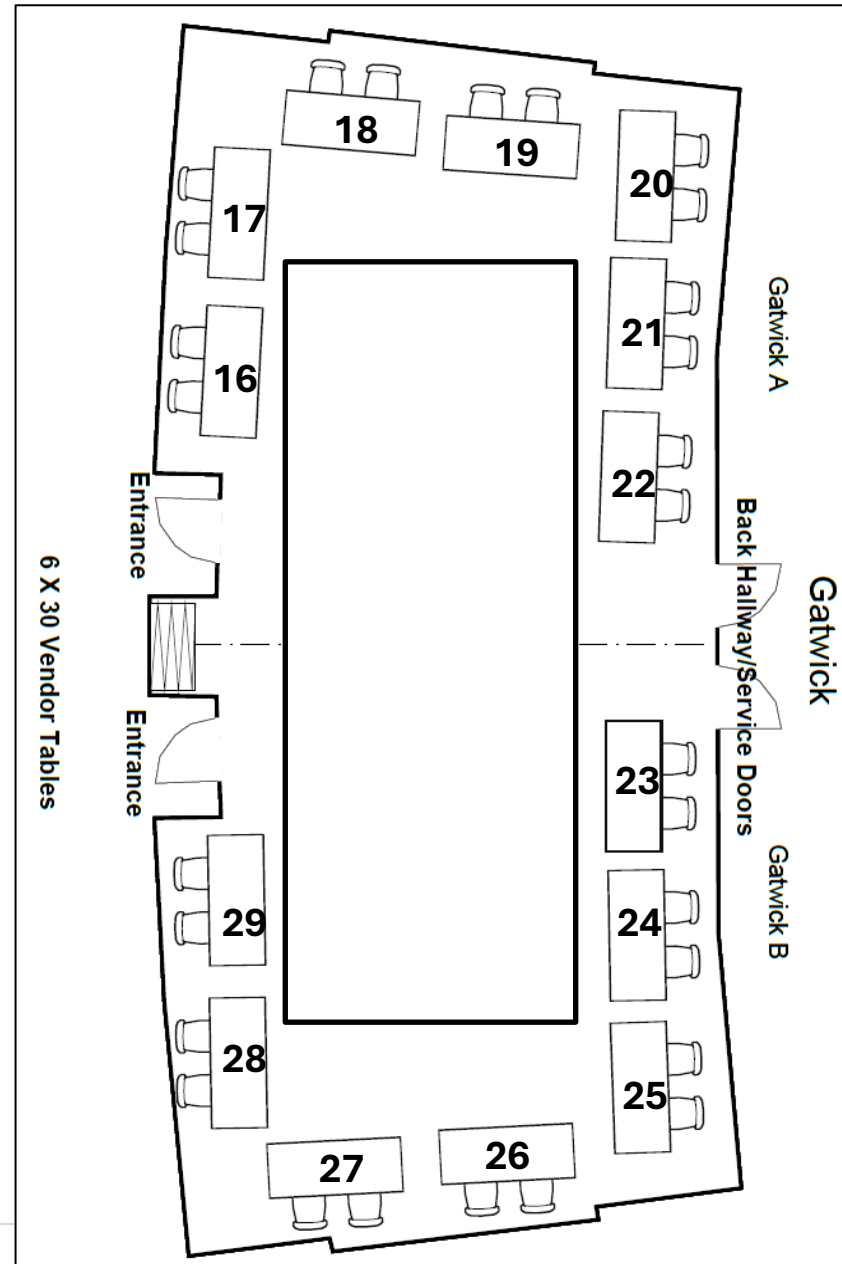 18
19
20
17
21
16
22
Gatwick A
Entrance
Back Hallway/Service Doors
Gatwick
6 X 30 Vendor Tables
Entrance
23
29
24
Gatwick B
28
25
27
26